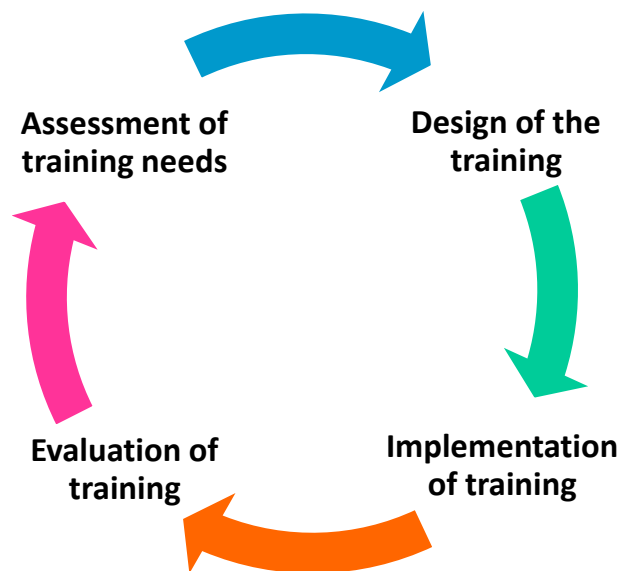 Assessment of
training needs
Design of the
training
Implementation
of training
Evaluation of
training